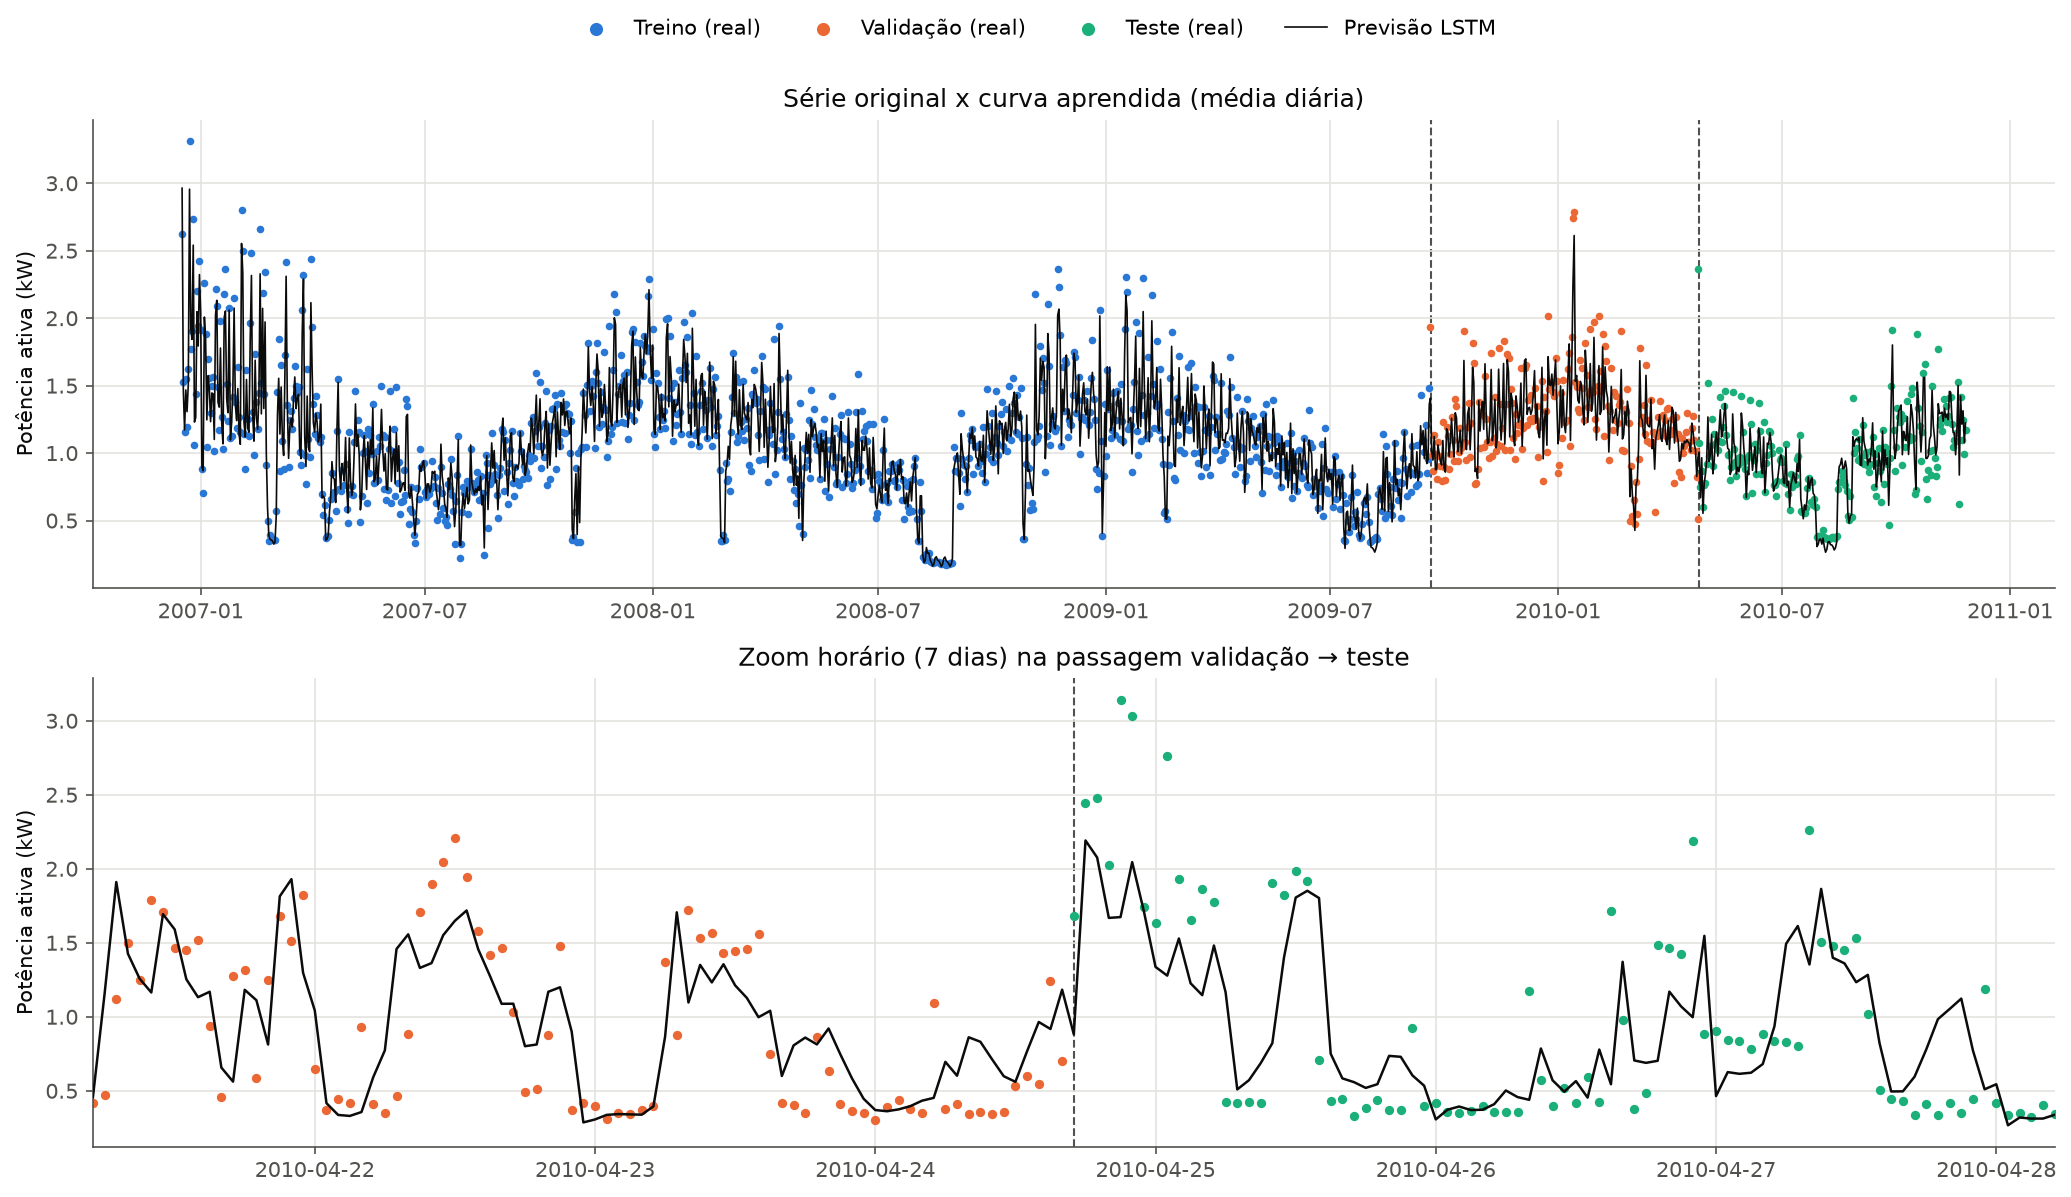 Treino (real) Validação (real) Teste (real) Previsão LSTM
Série original x curva aprendida (média diária)
Potência ativa (kW)
3.0
2.5
2.0
1.5
1.0
0.5
2007-01 2007-07 2008-01 2008-07 2009-01 2009-07 2010-01 2010-07 2011-01
Zoom horário (7 dias) na passagem validação → teste
Potência ativa (kW)
3.0
2.5
2.0
1.5
1.0
0.5
2010-04-22 2010-04-23 2010-04-24 2010-04-25 2010-04-26 2010-04-27 2010-04-28